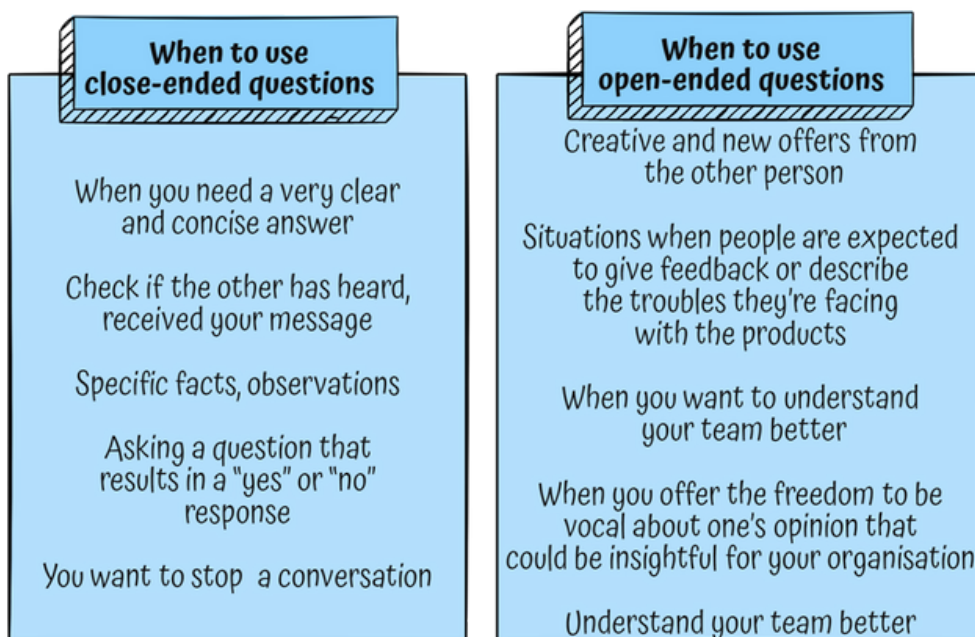 When to use
close-ended questions
When you need a very clear
and concise answer
Check if the other has heard,
received your message
Specific facts, observations
Asking a question that
results in a "yes" or "no"
response
You want to stop a conversation
When to use
open-ended questions
Creative and new offers from
the other person
Situations when people are expected
to give feedback or describe
the troubles they're facing
with the products
When you want to understand
your team better
When you offer the freedom to be
vocal about one's opinion that
could be insightful for your organisation
Understand your team better